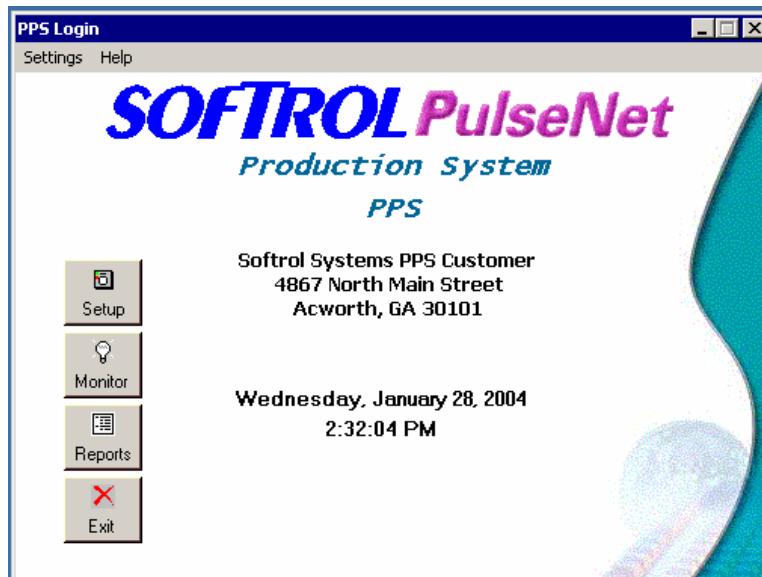 PPS Login
Settings Help
SOFTROL PulseNet
Production System
PPS
Softrol Systems PPS Customer
4867 North Main Street
Acworth, GA 30101
Setup
Monitor
Wednesday, January 28, 2004
2:32:04 PM
Reports
Exit